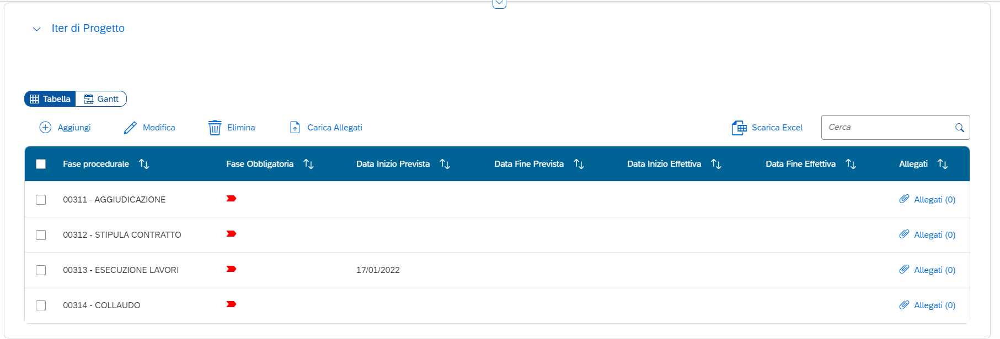 Iter di Progetto
Tabella Gantt
Aggiungi Modifica Elimina Carica Allegati Scarica Excel Cerca
Fase procedurale Fase Obbligatoria Data Inizio Prevista Data Fine Prevista Data Inizio Effettiva Data Fine Effettiva Allegati
00311 - AGGIUDICAZIONE Allegati (0)
00312 - STIPULA CONTRATTO Allegati (0)
00313 - ESECUZIONE LAVORI 17/01/2022 Allegati (0)
00314 - COLLAUDO Allegati (0)